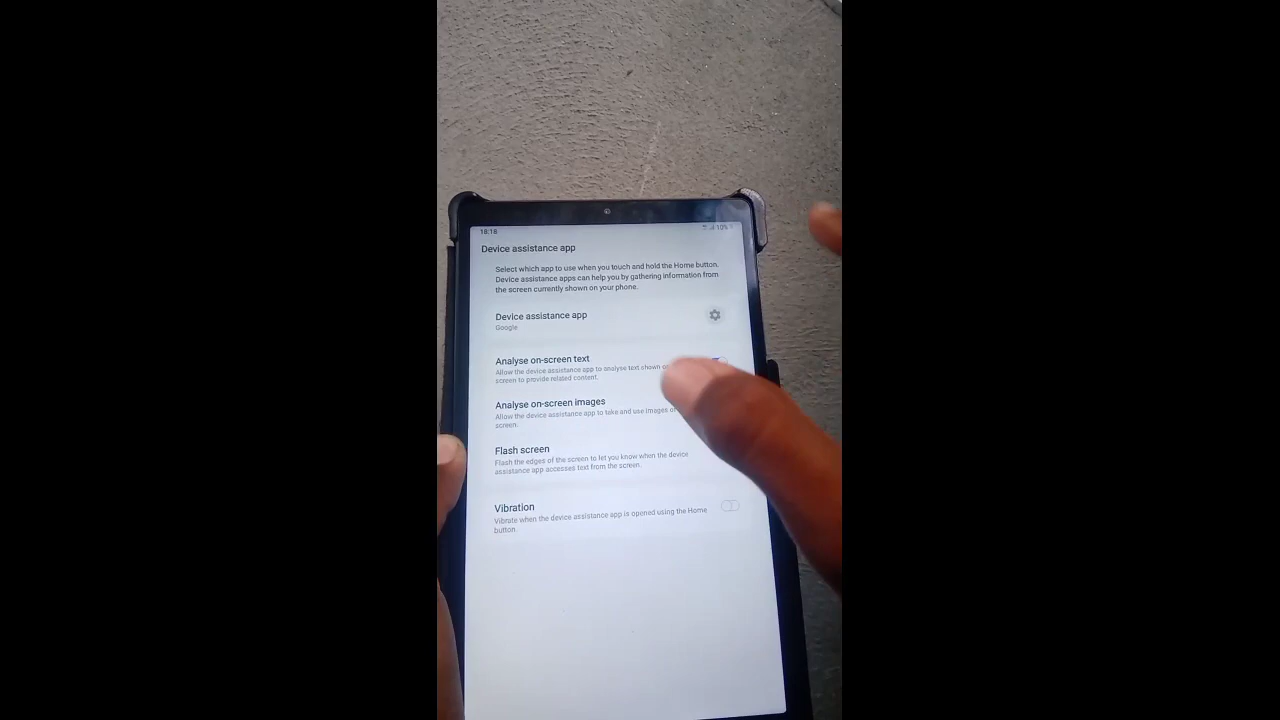 18:18
10%
Device assistance app
Select which app to use when you touch and hold the Home button.
Device assistance apps can help you by gathering information from
the screen currently shown on your phone.
Device assistance app
Google
Analyse on-screen text
Allow the device assistance app to analyse text shown
screen to provide related content.
Analyse on-screen images
Allow the device assistance app to take and use images
screen.
Flash screen
Flash the edges of the screen to let you know when the device
assistance app accesses text from the screen.
Vibration
Vibrate when the device assistance app is opened using the Home
button.